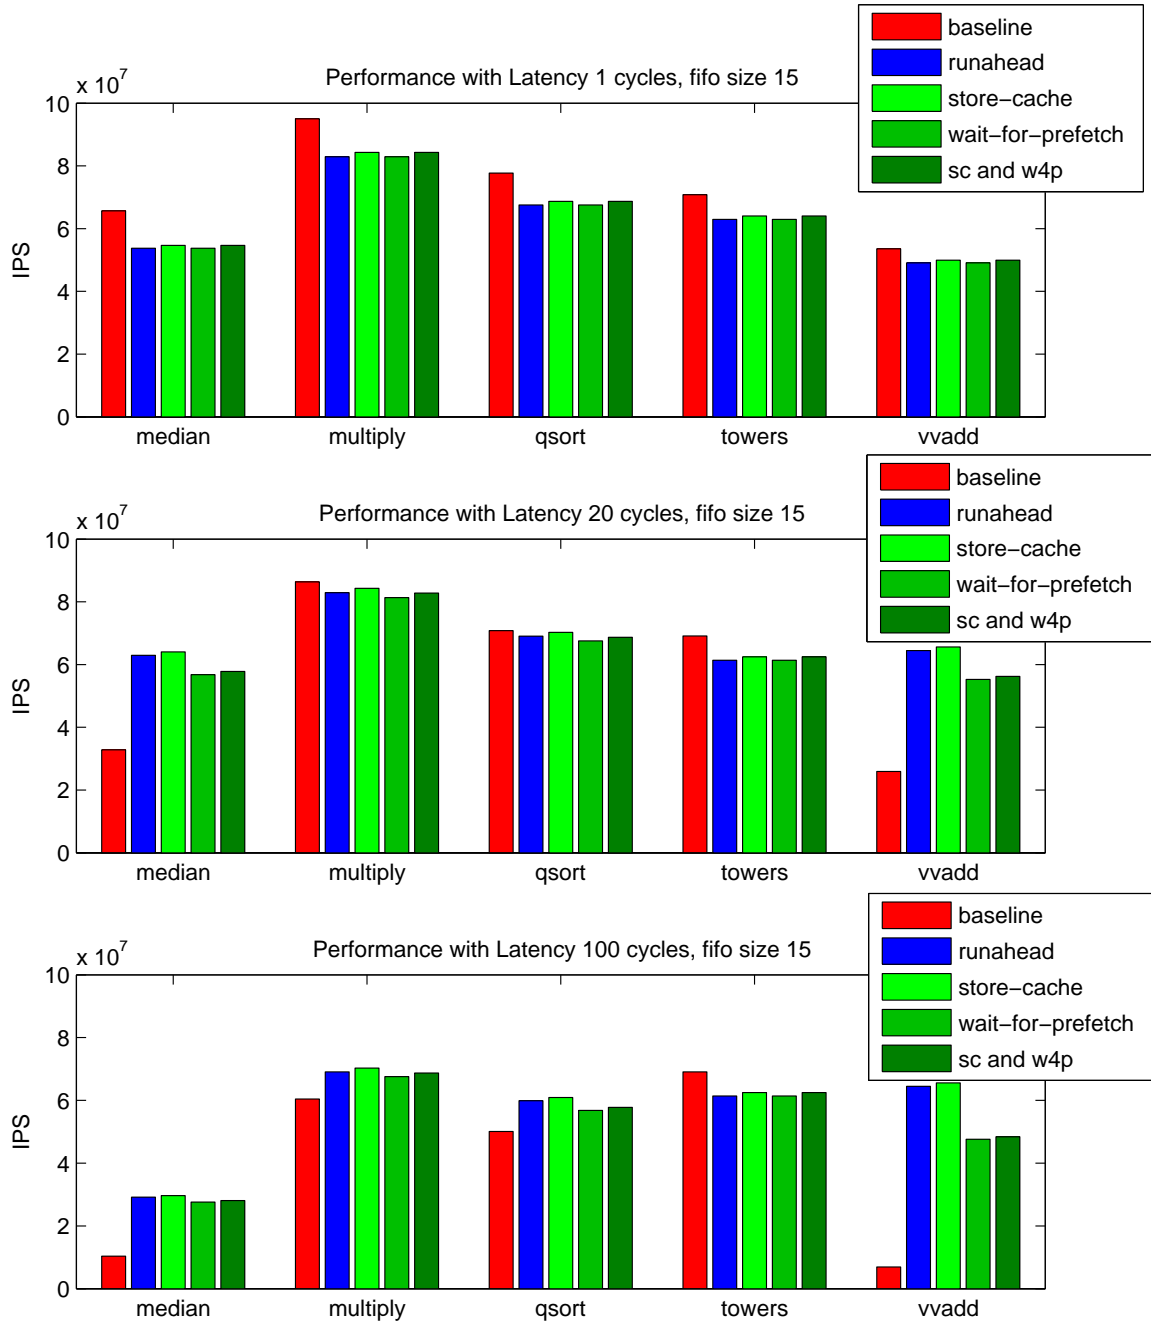 baseline
runahead
store-cache
wait-for-prefetch
sc and w4p
x 10^7
Performance with Latency 1 cycles, fifo size 15
10
8
6
4
2
0
IPS
median multiply qsort towers vvadd
baseline
runahead
store-cache
wait-for-prefetch
sc and w4p
x 10^7
Performance with Latency 20 cycles, fifo size 15
10
8
6
4
2
0
IPS
median multiply qsort towers vvadd
baseline
runahead
store-cache
wait-for-prefetch
sc and w4p
x 10^7
Performance with Latency 100 cycles, fifo size 15
10
8
6
4
2
0
IPS
median multiply qsort towers vvadd